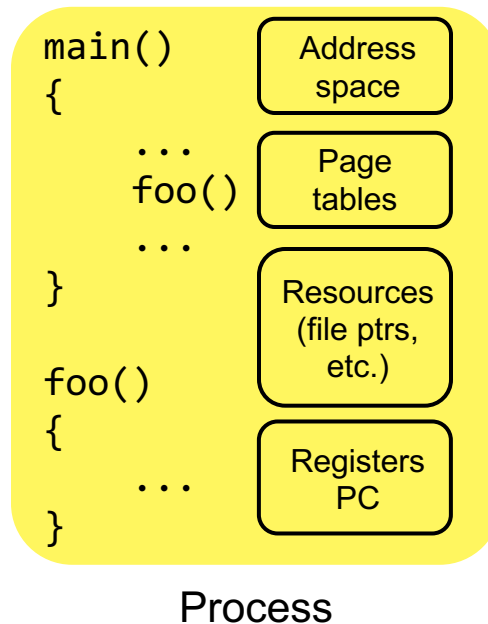 main()
{
...
foo()
...
}
foo()
{
...
}
Address
space
Page
tables
Resources
(file ptrs,
etc.)
Registers
PC
Process